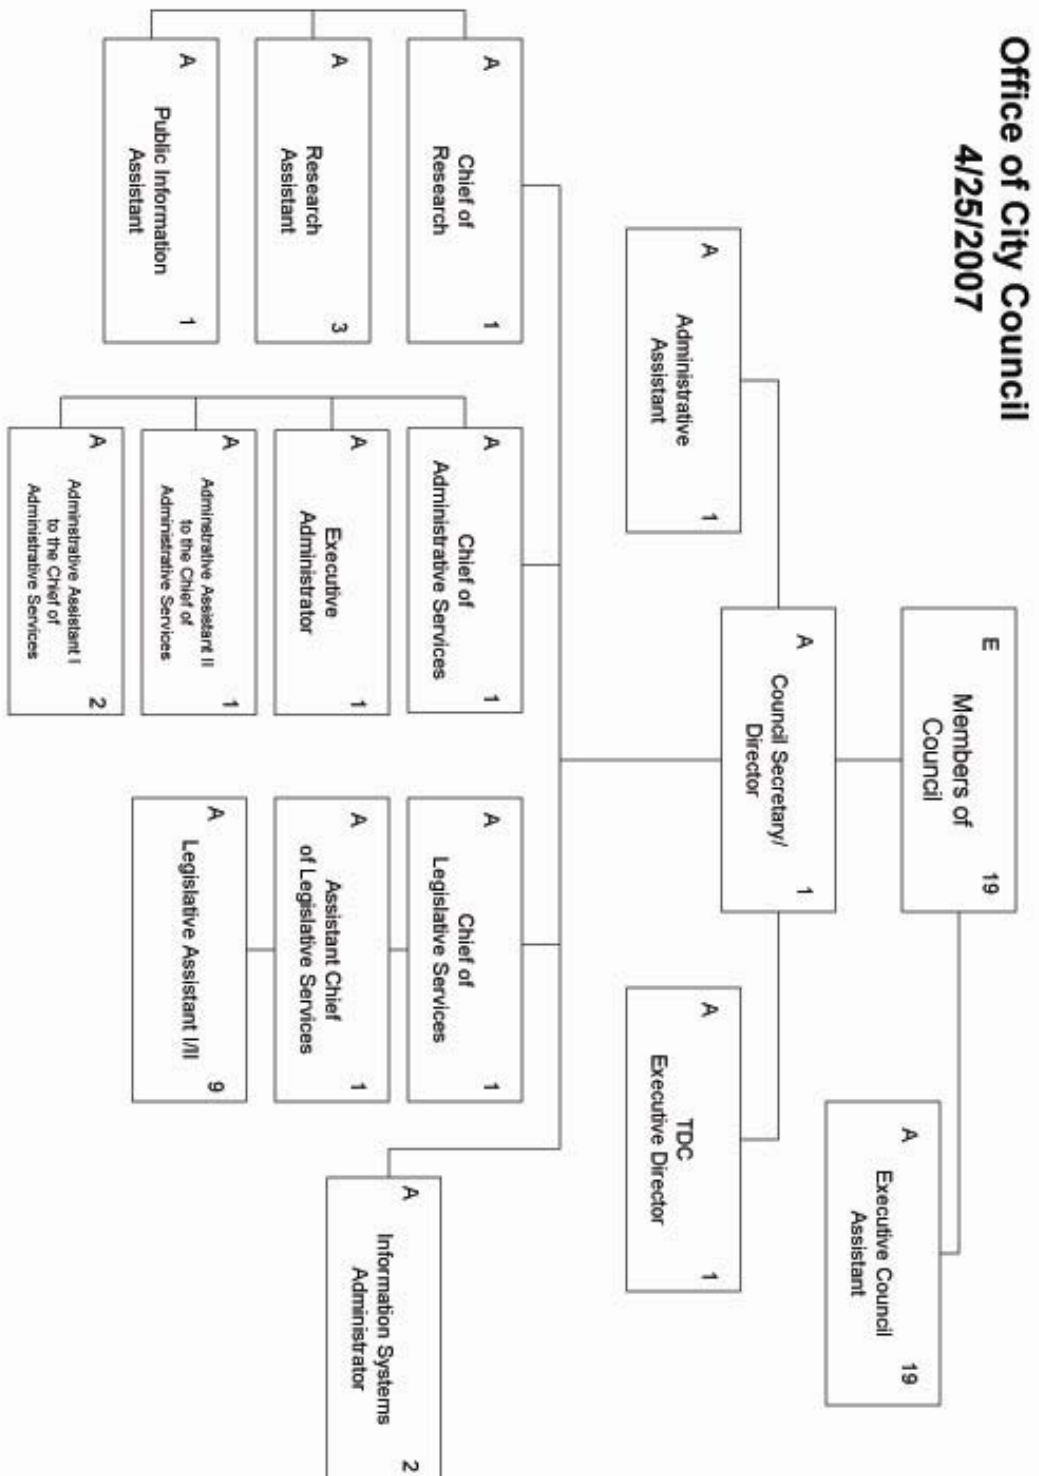 Office of City Council
4/25/2007
E
Members of
Council
19
A
Executive Council
Assistant
19
A
Council Secretary/
Director
1
A
Administrative
Assistant
1
A
TDC
Executive Director
1
A
Chief of
Research
1
A
Research
Assistant
3
A
Public Information
Assistant
1
A
Chief of
Administrative Services
1
A
Executive
Administrator
1
A
Adminstrative Assistant II
to the Chief of
Administrative Services
1
A
Adminstrative Assistant I
to the Chief of
Administrative Services
2
A
Chief of
Legislative Services
1
A
Assistant Chief
of Legislative Services
1
A
Legislative Assistant I/II
9
A
Information Systems
Administrator
2